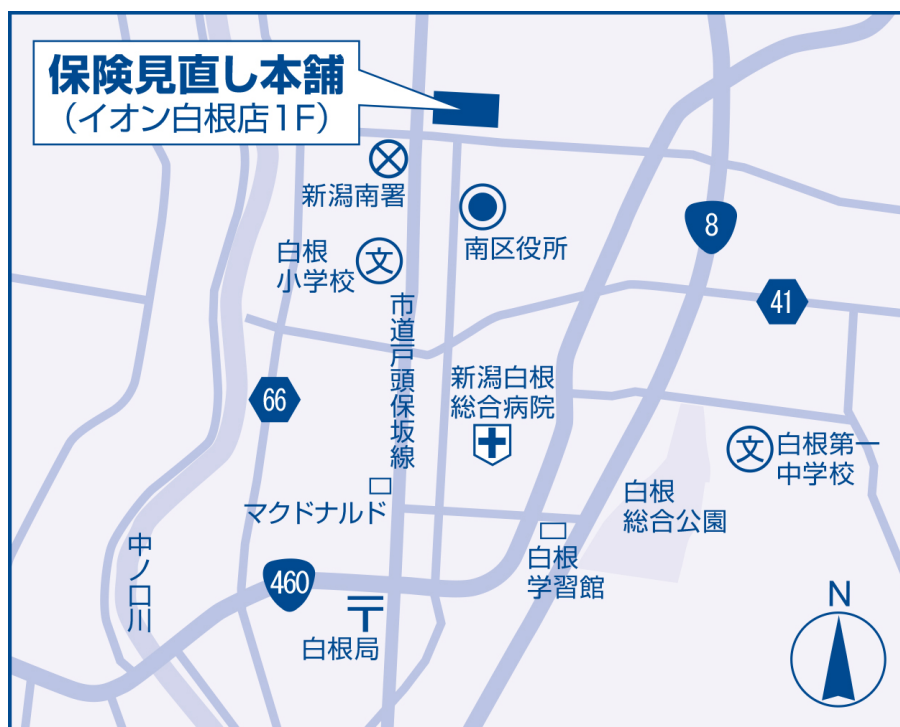 保険見直し本舗
（イオン白根店1F）
新潟南署
南区役所
8
白根
小学校
文
41
市道戸頭保坂線
新潟白根
総合病院
66
文
白根第一
中学校
マクドナルド
白根
総合公園
中ノ口川
白根
学習館
460
白根局
N